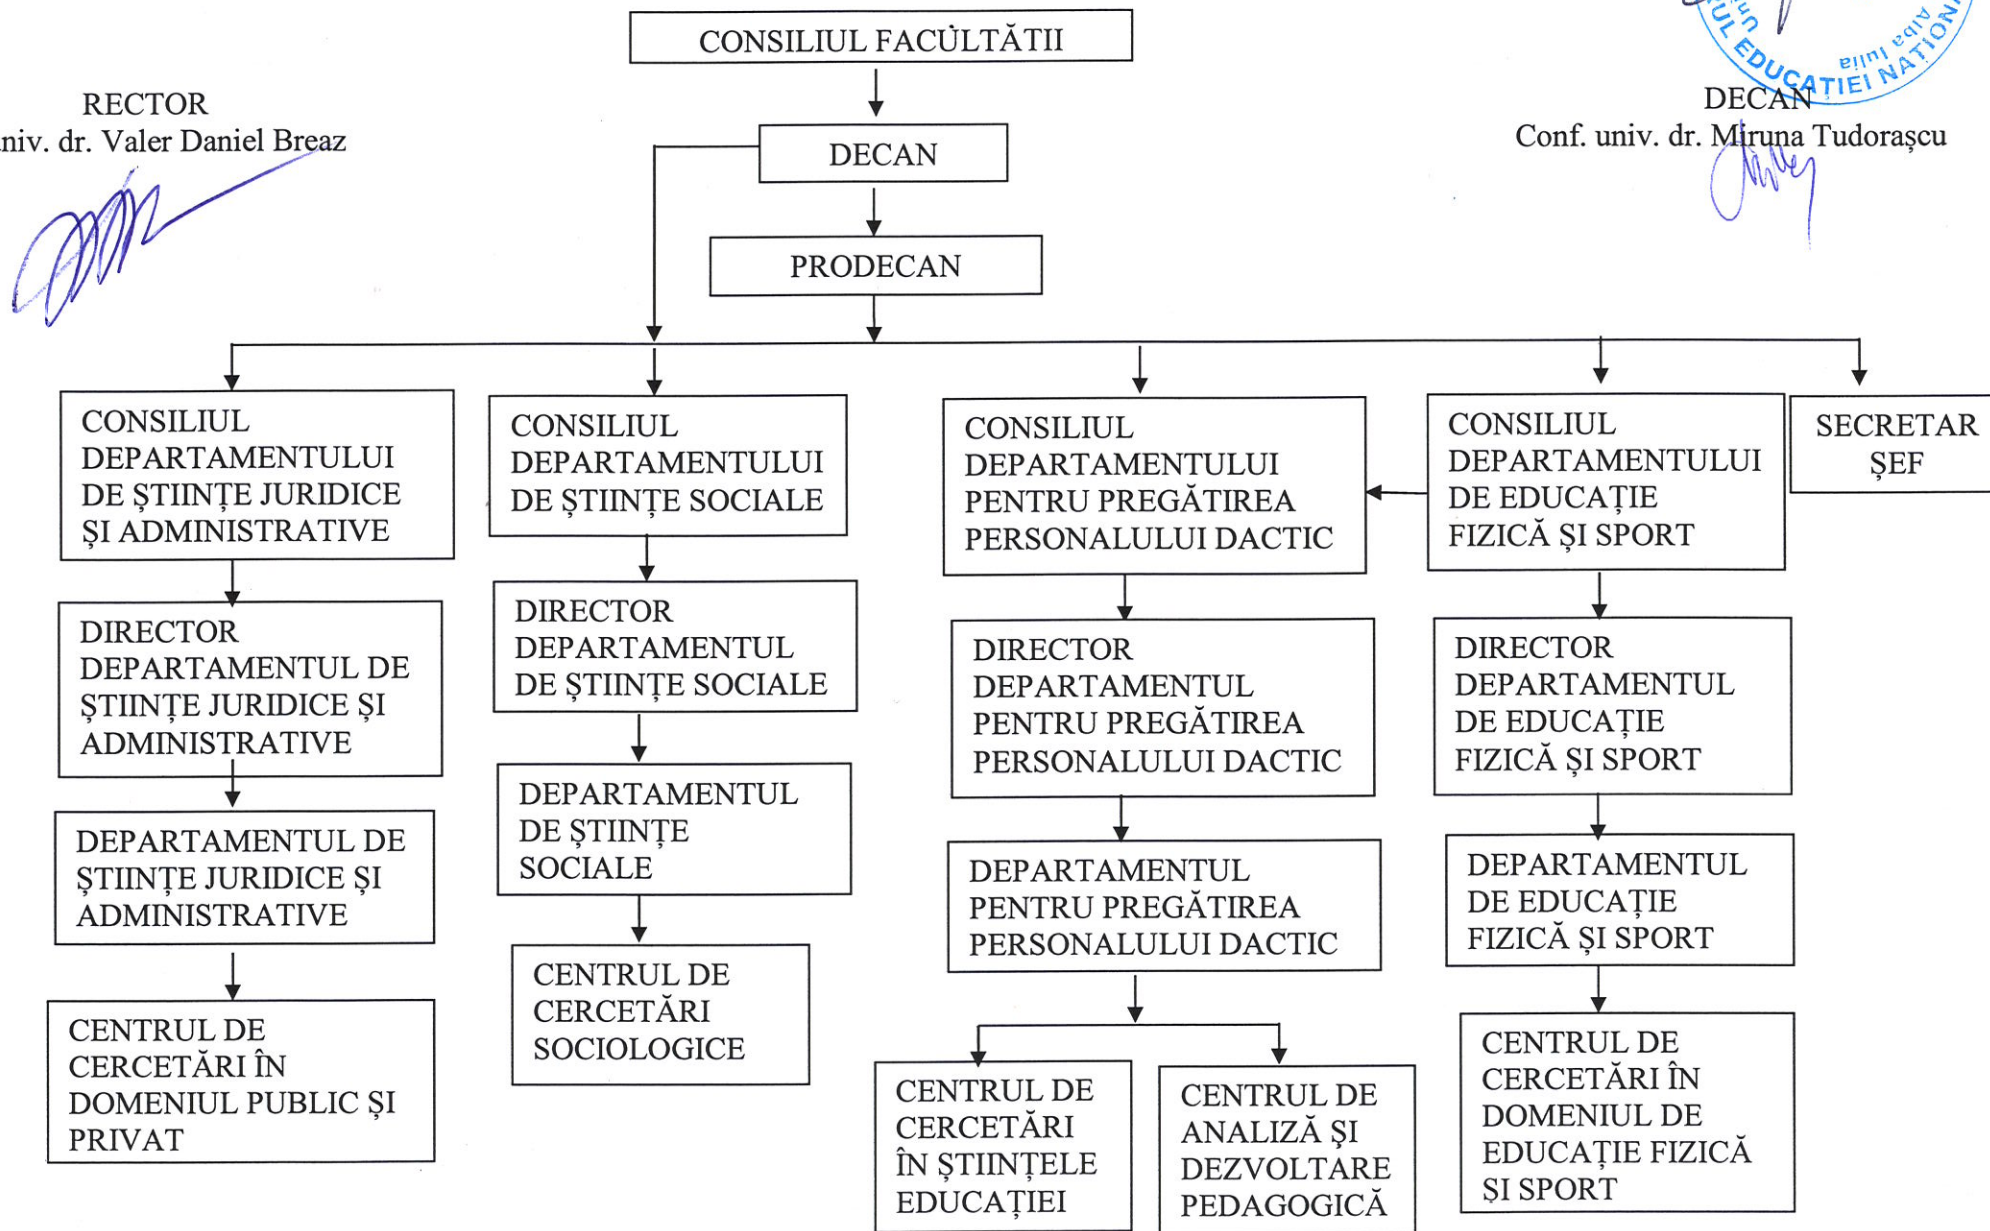 CONSILIUL FACULTĂTII
RECTOR
univ. dr. Valer Daniel Breaz
DECAN
Conf. univ. dr. Miruna Tudorașcu
Alba Iulia
EDUCAȚIEI
DECAN
PRODECAN
CONSILIUL
DEPARTAMENTULUI
DE ȘTIINȚE JURIDICE
ȘI ADMINISTRATIVE
CONSILIUL
DEPARTAMENTULUI
DE ȘTIINȚE SOCIALE
CONSILIUL
DEPARTAMENTULUI
PENTRU PREGĂTIREA
PERSONALULUI DACTIC
CONSILIUL
DEPARTAMENTULUI
DE EDUCAȚIE
FIZICĂ ȘI SPORT
SECRETAR
ȘEF
DIRECTOR
DEPARTAMENTUL DE
ȘTIINȚE JURIDICE ȘI
ADMINISTRATIVE
DIRECTOR
DEPARTAMENTUL
DE ȘTIINȚE SOCIALE
DIRECTOR
DEPARTAMENTUL
PENTRU PREGĂTIREA
PERSONALULUI DACTIC
DIRECTOR
DEPARTAMENTUL
DE EDUCAȚIE
FIZICĂ ȘI SPORT
DEPARTAMENTUL DE
ȘTIINȚE JURIDICE ȘI
ADMINISTRATIVE
DEPARTAMENTUL
DE ȘTIINȚE
SOCIALE
DEPARTAMENTUL
PENTRU PREGĂTIREA
PERSONALULUI DACTIC
DEPARTAMENTUL
DE EDUCAȚIE
FIZICĂ ȘI SPORT
CENTRUL DE
CERCETĂRI ÎN
DOMENIUL PUBLIC ȘI
PRIVAT
CENTRUL DE
CERCETĂRI
SOCIOLOGICE
CENTRUL DE
CERCETĂRI
ÎN ȘTIINȚELE
EDUCAȚIEI
CENTRUL DE
ANALIZĂ ŞI
DEZVOLTARE
PEDAGOGICĂ
CENTRUL DE
CERCETĂRI ÎN
DOMENIUL DE
EDUCAȚIE FIZICĂ
ȘI SPORT